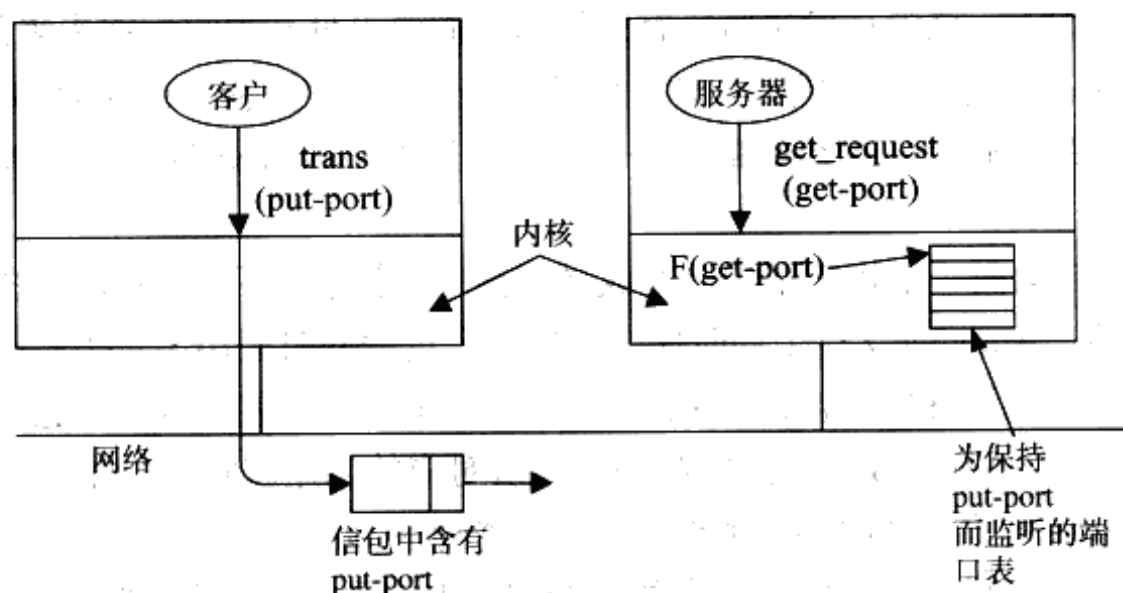 客户
trans
(put-port)
服务器
get_request
(get-port)
内核
F(get-port)
网络
信包中含有
put-port
为保持
put-port
而监听的端
口表